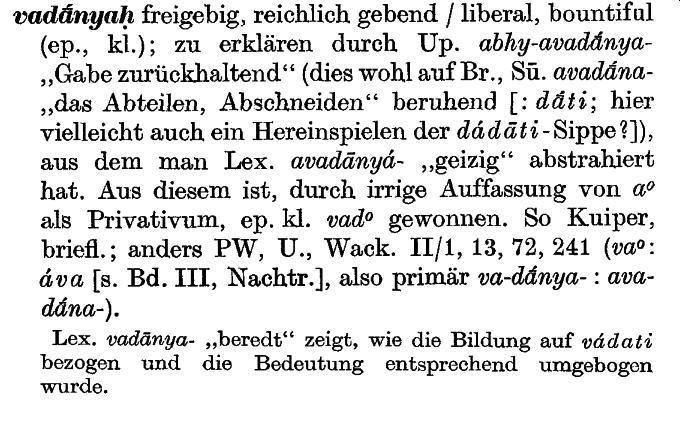 vadā́nyaḥ freigebig, reichlich gebend / liberal, bountiful
(ep., kl.); zu erklären durch Up. abhy-avadā́nya-
„Gabe zurückhaltend“ (dies wohl auf Br., Sū. avadā́na-
„das Abteilen, Abschneiden“ beruhend [: dā́ti; hier
vielleicht auch ein Hereinspielen der dádāti-Sippe?]),
aus dem man Lex. avadānyá- „geizig“ abstrahiert
hat. Aus diesem ist, durch irrige Auffassung von a⁰
als Privativum, ep. kl. vad⁰ gewonnen. So Kuiper,
briefl.; anders PW, U., Wack. II/1, 13, 72, 241 (va⁰:
áva [s. Bd. III, Nachtr.], also primär va-dā́nya- : ava-
dā́na-).
Lex. vadānya- „beredt“ zeigt, wie die Bildung auf vádati
bezogen und die Bedeutung entsprechend umgebogen
wurde.